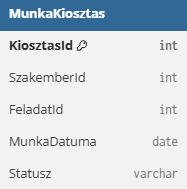 MunkaKiosztas
KiosztasId int
SzakemberId int
FeladatId int
MunkaDatuma date
Statusz varchar